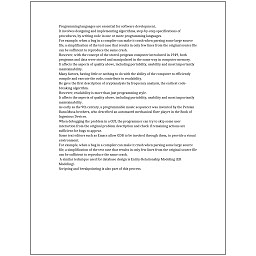 Programming languages are essential for software development.
It involves designing and implementing algorithms, step-by-step specifications of
procedures, by writing code in one or more programming languages.
For example, when a bug in a compiler can make it crash when parsing some large source
file, a simplification of the test case that results in only few lines from the original source file
can be sufficient to reproduce the same crash.
However, with the concept of the stored-program computer introduced in 1949, both
programs and data were stored and manipulated in the same way in computer memory.
It affects the aspects of quality above, including portability, usability and most importantly
maintainability.
Many factors, having little or nothing to do with the ability of the computer to efficiently
compile and execute the code, contribute to readability.
He gave the first description of cryptanalysis by frequency analysis, the earliest code-
breaking algorithm.
However, readability is more than just programming style.
It affects the aspects of quality above, including portability, usability and most importantly
maintainability.
As early as the 9th century, a programmable music sequencer was invented by the Persian
Banu Musa brothers, who described an automated mechanical flute player in the Book of
Ingenious Devices.
When debugging the problem in a GUI, the programmer can try to skip some user
interaction from the original problem description and check if remaining actions are
sufficient for bugs to appear.
Some text editors such as Emacs allow GDB to be invoked through them, to provide a visual
environment.
For example, when a bug in a compiler can make it crash when parsing some large source
file, a simplification of the test case that results in only few lines from the original source file
can be sufficient to reproduce the same crash.
A similar technique used for database design is Entity-Relationship Modeling (ER
Modeling).
Scripting and breakpointing is also part of this process.